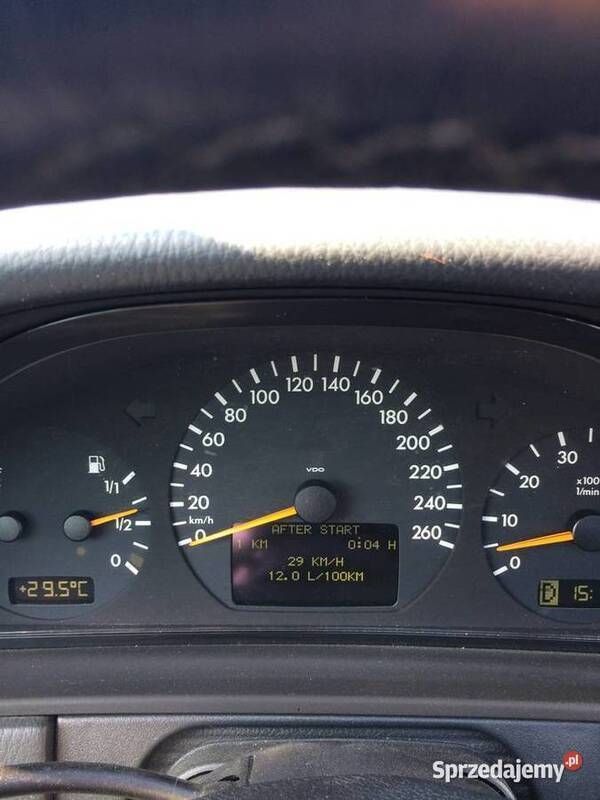 120 140
100 160
80 180
60 200
40 220
20 240
km/h
0 260
VDO
AFTER START
1 KM 0:04 H
29 KM/H
12.0 L/100KM
1/1
1/2
0
+29.5°C
30
20
x100
1/min
10
0
D 15:
Sprzedajemy.pl